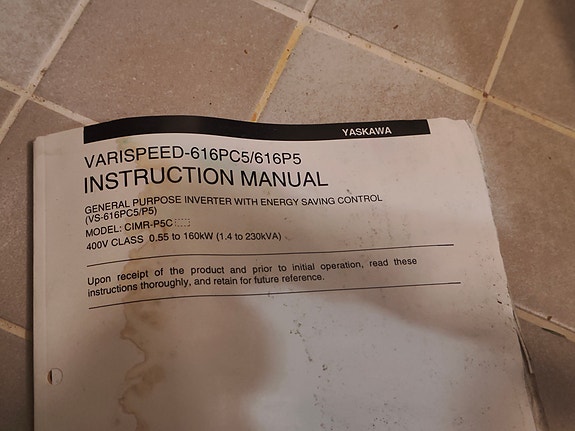 YASKAWA
VARISPEED-616PC5/616P5
INSTRUCTION MANUAL
GENERAL PURPOSE INVERTER WITH ENERGY SAVING CONTROL
(VS-616PC5/P5)
MODEL: CIMR-P5C
400V CLASS 0.55 to 160kW (1.4 to 230kVA)
Upon receipt of the product and prior to initial operation, read these
instructions thoroughly, and retain for future reference.